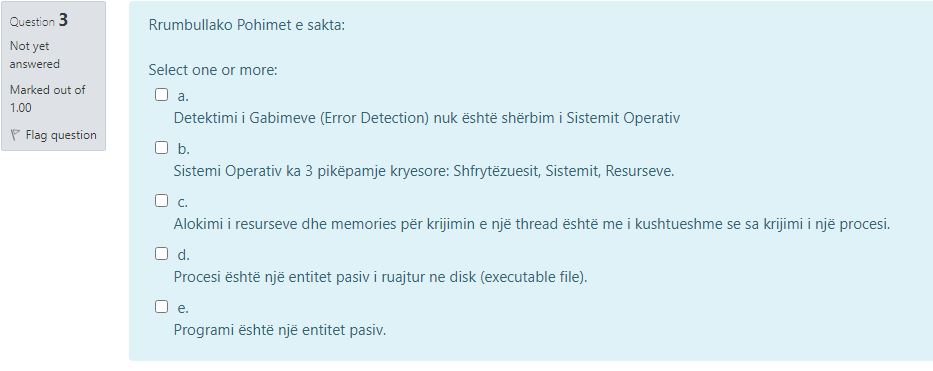 Question 3
Not yet
answered
Marked out of
1.00
Flag question
Rrumbullako Pohimet e sakta:
Select one or more:
a.
Detektimi i Gabimeve (Error Detection) nuk është shërbim i Sistemit Operativ
b.
Sistemi Operativ ka 3 pikëpamje kryesore: Shfrytëzuesit, Sistemit, Resurseve.
c.
Alokimi i resurseve dhe memories për krijimin e një thread është me i kushtueshme se sa krijimi i një procesi.
d.
Procesi është një entitet pasiv i ruajtur ne disk (executable file).
e.
Programi është një entitet pasiv.